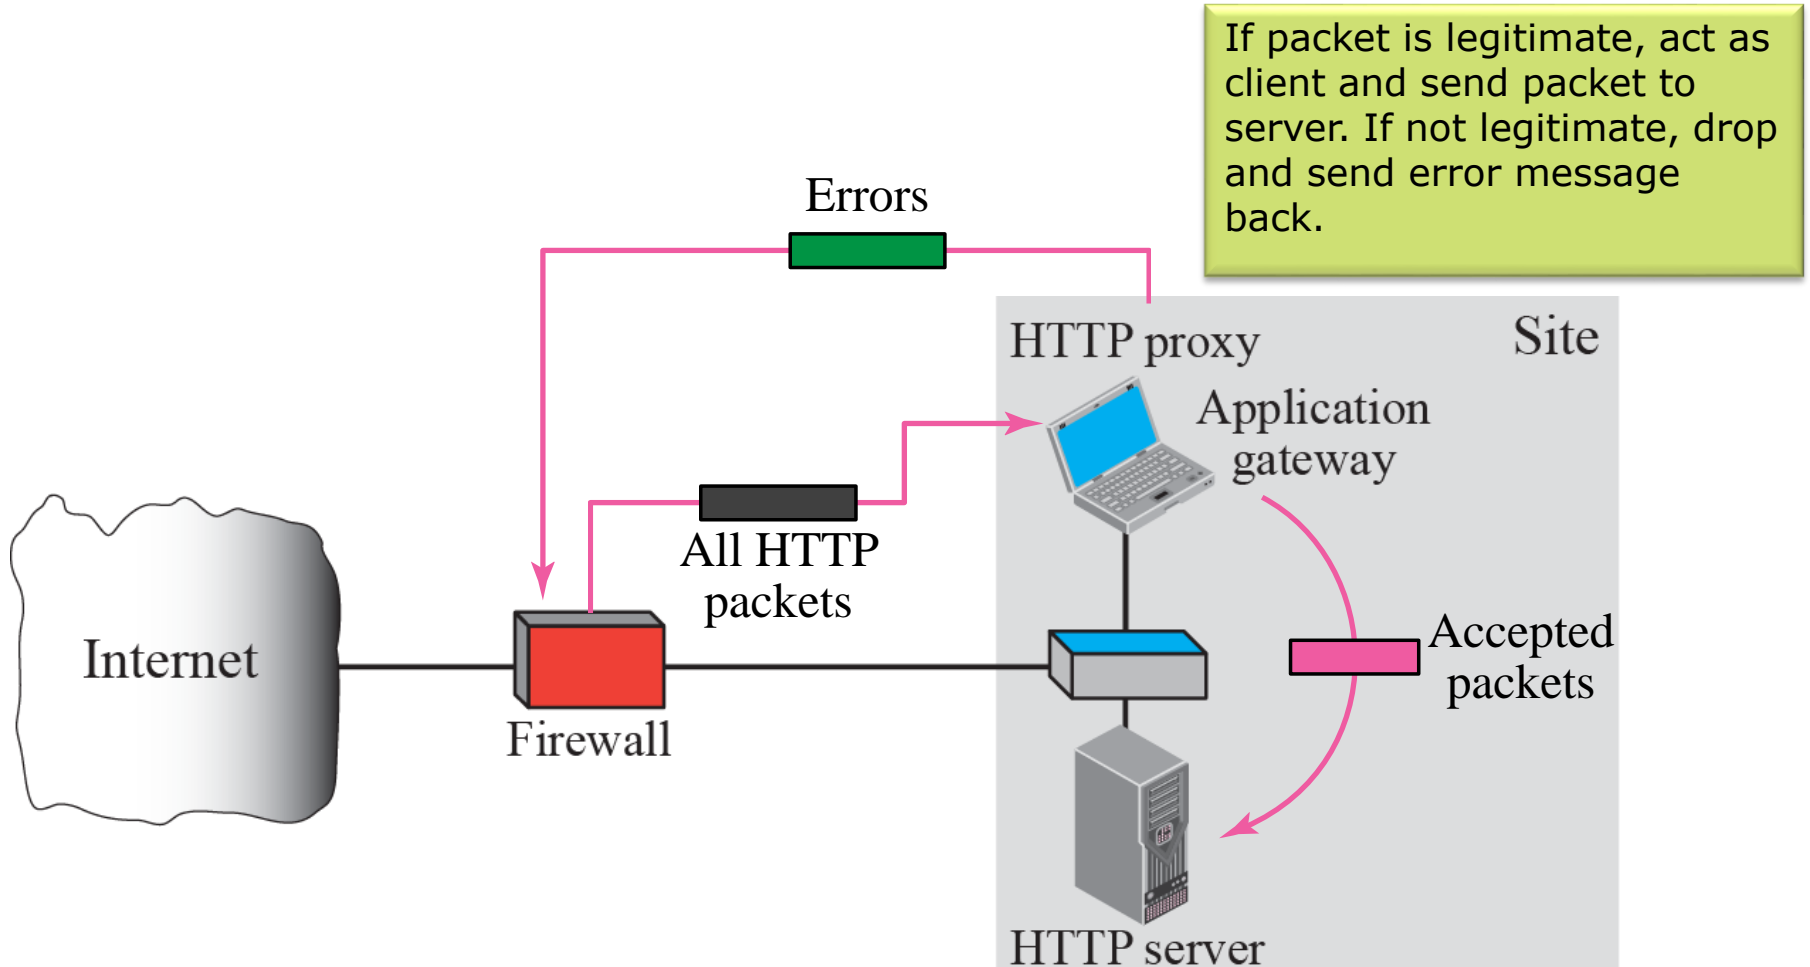 If packet is legitimate, act as
client and send packet to
server. If not legitimate, drop
and send error message
back.
Errors
HTTP proxy
Site
Application
gateway
All HTTP
packets
Internet
Firewall
Accepted
packets
HTTP server